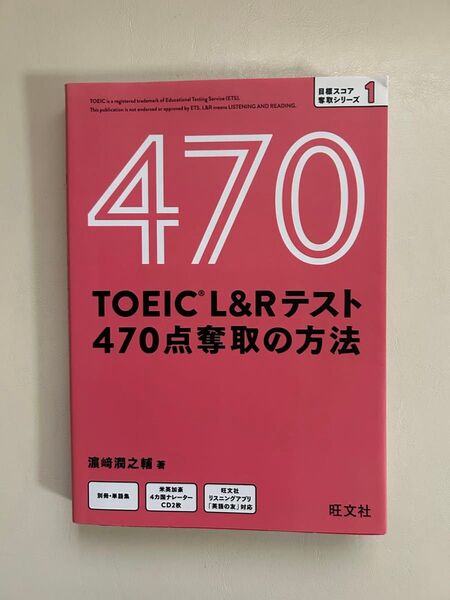 TOEIC is a registered trademark of Educational Testing Service (ETS).
This publication is not endorsed or approved by ETS. L&R means LISTENING AND READING.
目標スコア
奪取シリーズ
1
470
TOEIC® L&Rテスト
470点奪取の方法
濵﨑潤之輔 著
別冊・単語集
米英加豪
4カ国ナレーター
CD2枚
旺文社
リスニングアプリ
「英語の友」対応
旺文社